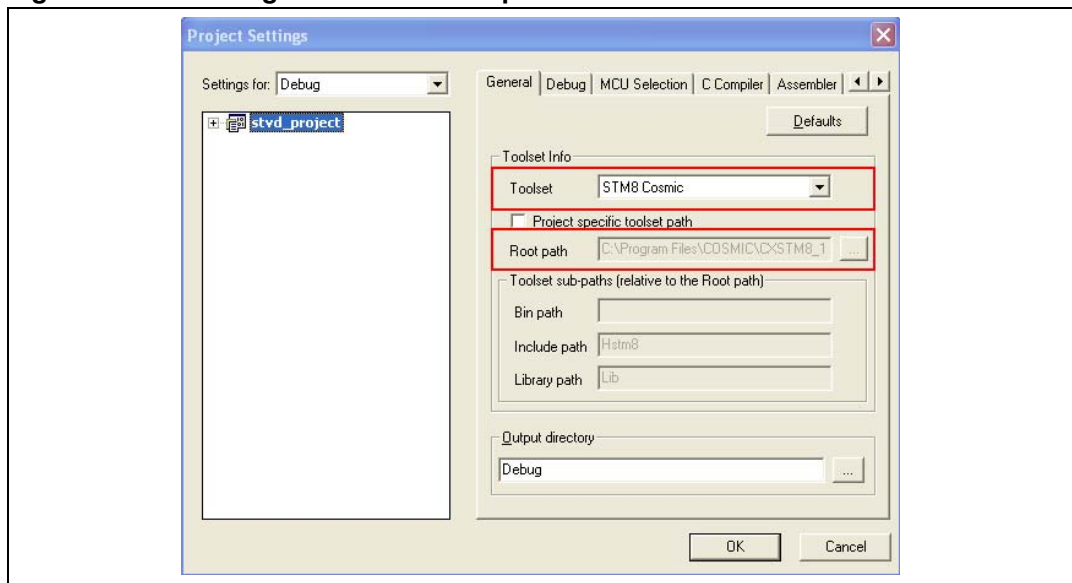 Project Settings
Settings for: Debug
stvd_project
General Debug MCU Selection C Compiler Assembler
Defaults
Toolset Info
Toolset STM8 Cosmic
Project specific toolset path
Root path C:\Program Files\COSMIC\CXSTM8_1 ...
Toolset sub-paths (relative to the Root path)
Bin path
Include path Hstm8
Library path Lib
Output directory
Debug ...
OK Cancel